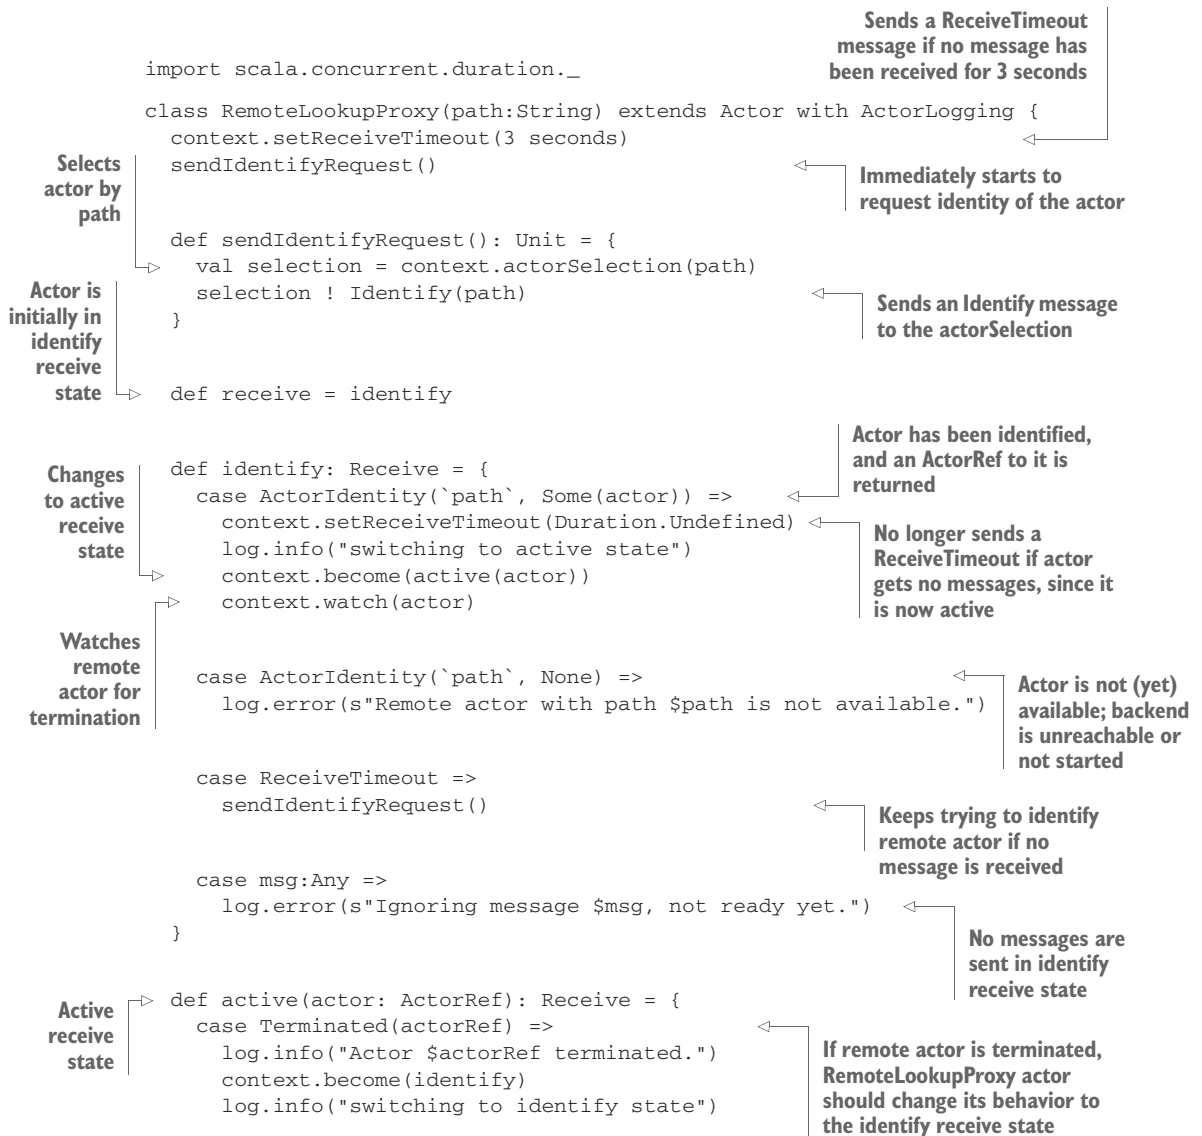 Sends a ReceiveTimeout
message if no message has
been received for 3 seconds
import scala.concurrent.duration._
class RemoteLookupProxy(path:String) extends Actor with ActorLogging {
context.setReceiveTimeout(3 seconds)
sendIdentifyRequest()
Selects
actor by
path
Immediately starts to
request identity of the actor
def sendIdentifyRequest(): Unit = {
val selection = context.actorSelection(path)
selection ! Identify(path)
}
Actor is
initially in
identify
receive
state
Sends an Identify message
to the actorSelection
def receive = identify
Actor has been identified,
and an ActorRef to it is
returned
def identify: Receive = {
case ActorIdentity(`path`, Some(actor)) =>
context.setReceiveTimeout(Duration.Undefined)
log.info("switching to active state")
context.become(active(actor))
context.watch(actor)
Changes
to active
receive
state
No longer sends a
ReceiveTimeout if actor
gets no messages, since it
is now active
Watches
remote
actor for
termination
case ActorIdentity(`path`, None) =>
log.error(s"Remote actor with path $path is not available.")
Actor is not (yet)
available; backend
is unreachable or
not started
case ReceiveTimeout =>
sendIdentifyRequest()
Keeps trying to identify
remote actor if no
message is received
case msg:Any =>
log.error(s"Ignoring message $msg, not ready yet.")
}
No messages are
sent in identify
receive state
Active
receive
state
def active(actor: ActorRef): Receive = {
case Terminated(actorRef) =>
log.info("Actor $actorRef terminated.")
context.become(identify)
log.info("switching to identify state")
If remote actor is terminated,
RemoteLookupProxy actor
should change its behavior to
the identify receive state